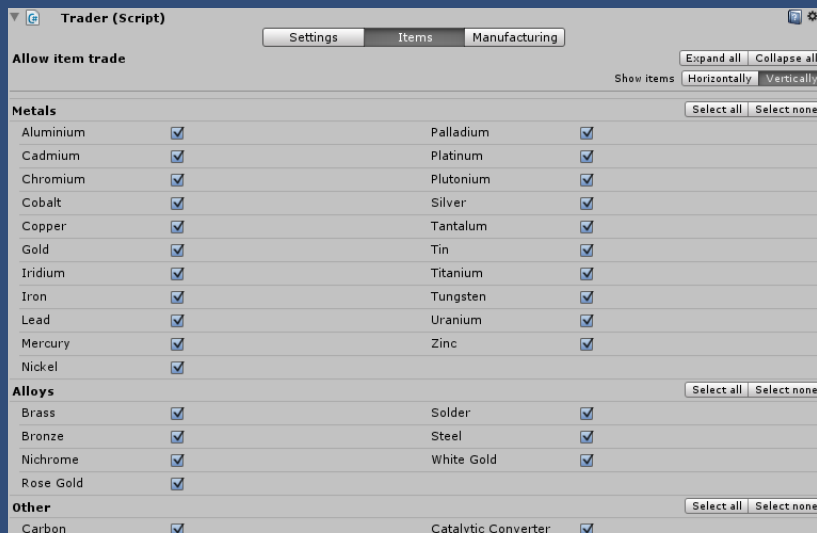 Trader (Script)
Settings Items Manufacturing
Allow item trade Expand all Collapse all
Show items Horizontally Vertically
Metals Select all Select none
Aluminium Palladium
Cadmium Platinum
Chromium Plutonium
Cobalt Silver
Copper Tantalum
Gold Tin
Iridium Titanium
Iron Tungsten
Lead Uranium
Mercury Zinc
Nickel
Alloys Select all Select none
Brass Solder
Bronze Steel
Nichrome White Gold
Rose Gold
Other Select all Select none
Carbon Catalytic Converter